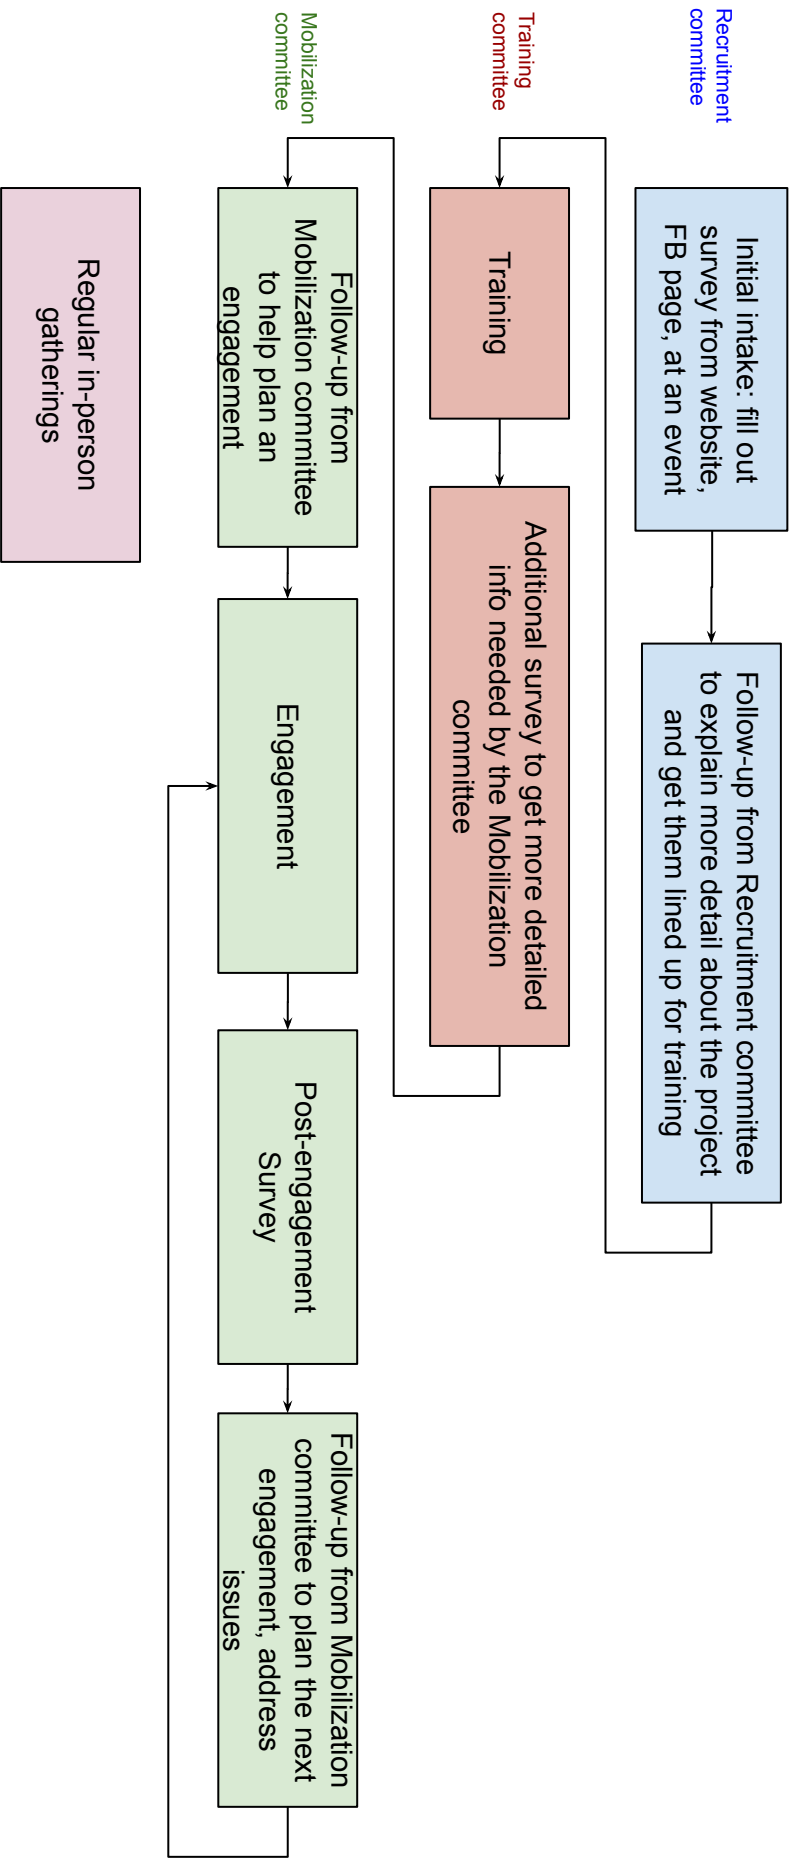 Recruitment
committee
Initial intake: fill out
survey from website,
FB page, at an event
Follow-up from Recruitment committee
to explain more detail about the project
and get them lined up for training
Training
committee
Training
Additional survey to get more detailed
info needed by the Mobilization
committee
Mobilization
committee
Follow-up from
Mobilization committee
to help plan an
engagement
Engagement
Post-engagement
Survey
Follow-up from Mobilization
committee to plan the next
engagement, address
issues
Regular in-person
gatherings